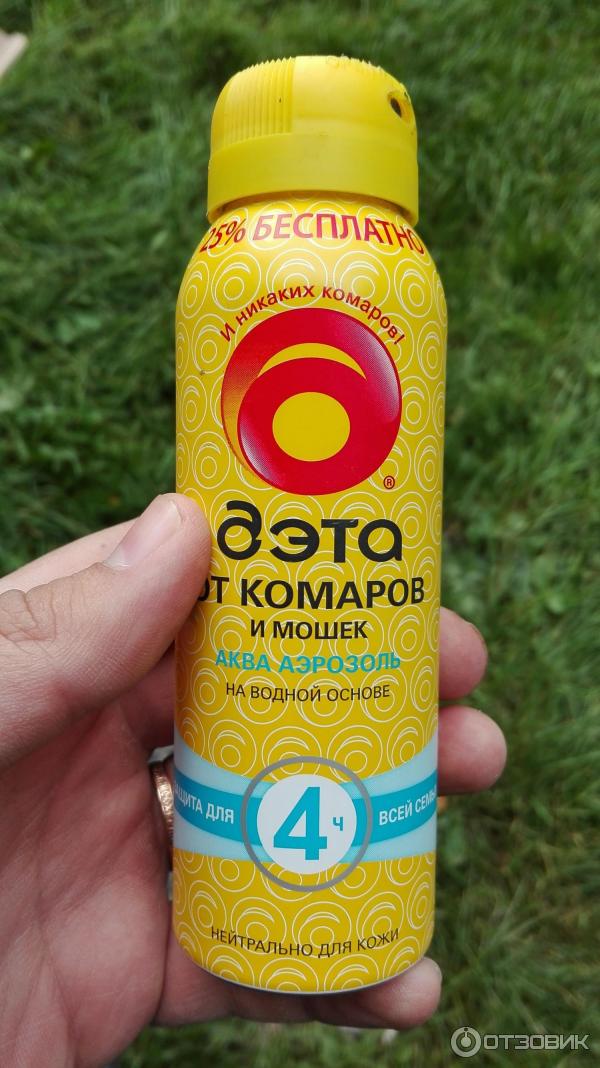 25% БЕСПЛАТНО
И никаких комаров!
®
дэта
ОТ КОМАРОВ
И МОШЕК
АКВА АЭРОЗОЛЬ
НА ВОДНОЙ ОСНОВЕ
ЗАЩИТА ДЛЯ 4 ч ВСЕЙ СЕМЬИ
НЕЙТРАЛЬНО ДЛЯ КОЖИ
ОТЗОВИК